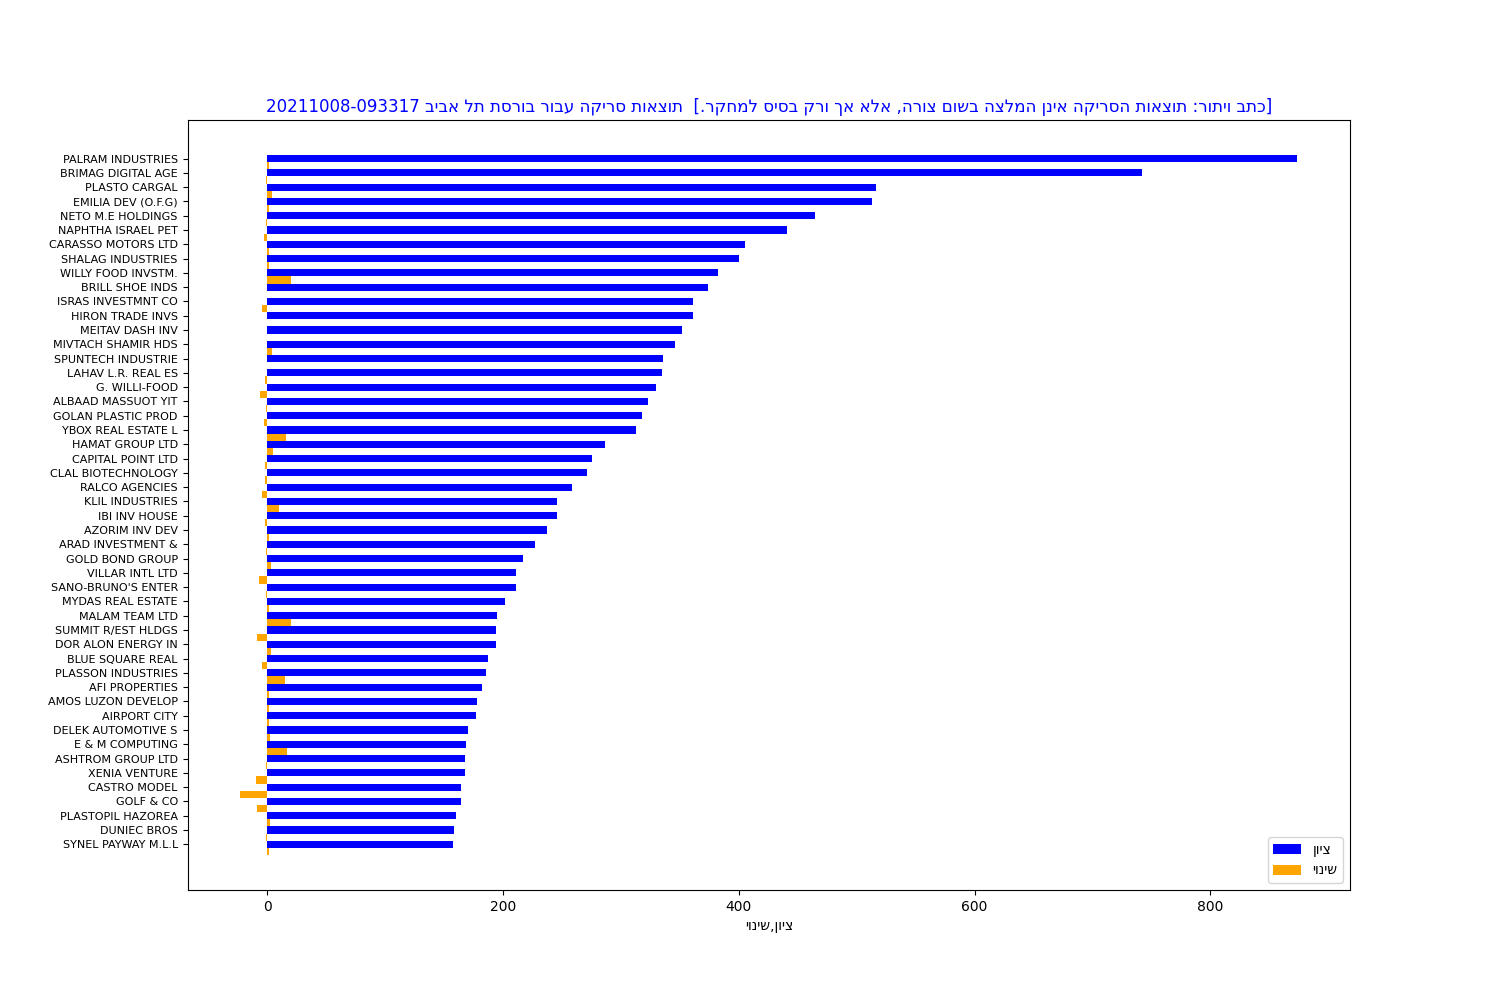 תוצאות סריקה עבור בורסת תל אביב 20211008-093317 [כתב ויתור: תוצאות הסריקה אינן המלצה בשום צורה, אלא אך ורק בסיס למחקר.]
PALRAM INDUSTRIES
BRIMAG DIGITAL AGE
PLASTO CARGAL
EMILIA DEV (O.F.G)
NETO M.E HOLDINGS
NAPHTHA ISRAEL PET
CARASSO MOTORS LTD
SHALAG INDUSTRIES
WILLY FOOD INVSTM.
BRILL SHOE INDS
ISRAS INVESTMNT CO
HIRON TRADE INVS
MEITAV DASH INV
MIVTACH SHAMIR HDS
SPUNTECH INDUSTRIE
LAHAV L.R. REAL ES
G. WILLI-FOOD
ALBAAD MASSUOT YIT
GOLAN PLASTIC PROD
YBOX REAL ESTATE L
HAMAT GROUP LTD
CAPITAL POINT LTD
CLAL BIOTECHNOLOGY
RALCO AGENCIES
KLIL INDUSTRIES
IBI INV HOUSE
AZORIM INV DEV
ARAD INVESTMENT &
GOLD BOND GROUP
VILLAR INTL LTD
SANO-BRUNO'S ENTER
MYDAS REAL ESTATE
MALAM TEAM LTD
SUMMIT R/EST HLDGS
DOR ALON ENERGY IN
BLUE SQUARE REAL
PLASSON INDUSTRIES
AFI PROPERTIES
AMOS LUZON DEVELOP
AIRPORT CITY
DELEK AUTOMOTIVE S
E & M COMPUTING
ASHTROM GROUP LTD
XENIA VENTURE
CASTRO MODEL
GOLF & CO
PLASTOPIL HAZOREA
DUNIEC BROS
SYNEL PAYWAY M.L.L
ציון
שינוי
0 200 400 600 800
ציון,שינוי